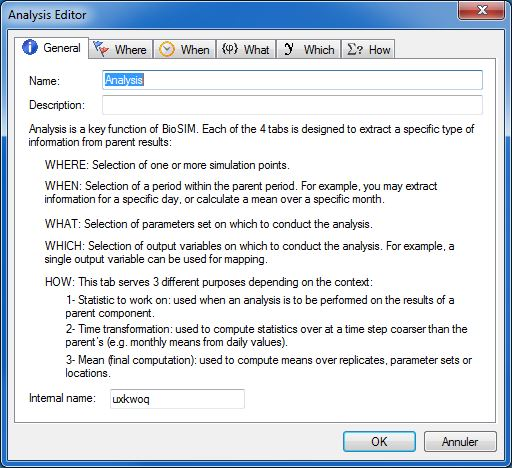 Analysis Editor
General
Where
When
{φ} What
y Which
Σ? How
Name:
Analysis
Description:
Analysis is a key function of BioSIM. Each of the 4 tabs is designed to extract a specific type of
information from parent results:
WHERE: Selection of one or more simulation points.
WHEN: Selection of a period within the parent period. For example, you may extract
information for a specific day, or calculate a mean over a specific month.
WHAT: Selection of parameters set on which to conduct the analysis.
WHICH: Selection of output variables on which to conduct the analysis. For example, a
single output variable can be used for mapping.
HOW: This tab serves 3 different purposes depending on the context:
1- Statistic to work on: used when an analysis is to be performed on the results of a
parent component.
2- Time transformation: used to compute statistics over at a time step coarser than the
parent's (e.g. monthly means from daily values).
3- Mean (final computation): used to compute means over replicates, parameter sets or
locations.
Internal name:
uxkwoq
OK
Annuler